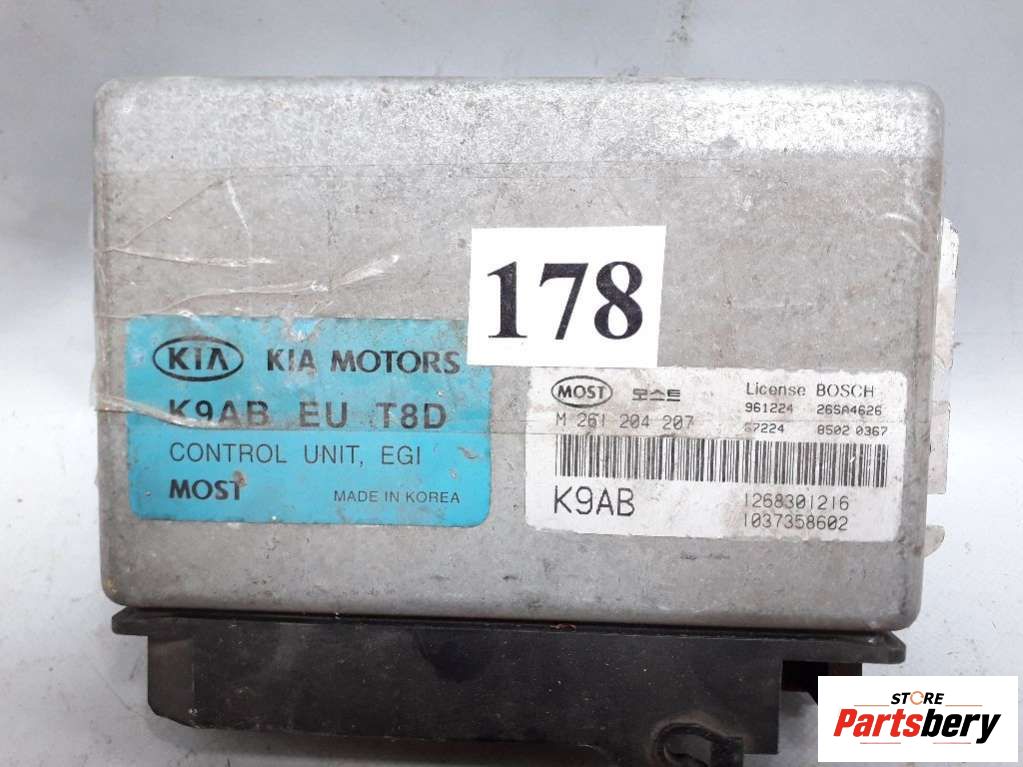 178
KIA KIA MOTORS
K9AB EU T8D
CONTROL UNIT, EGI
MOST MADE IN KOREA
MOST 모스트 License BOSCH
961224 26SA4626
M 261 204 207 67224 8502 0367
K9AB 1268301216
1037358602
STORE
Partsbery